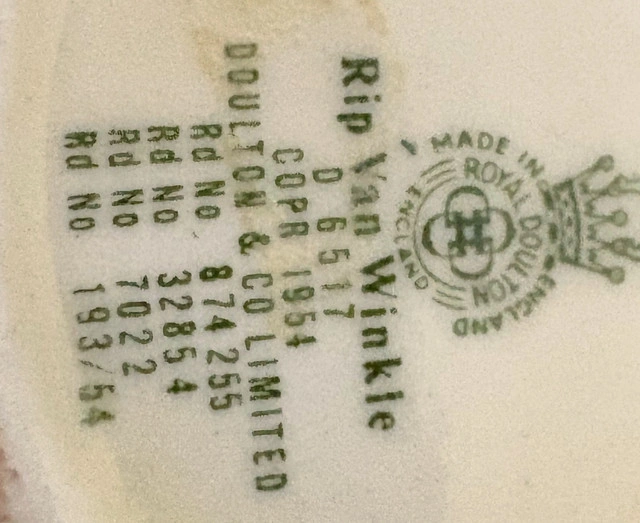 MADE IN ENGLAND
ROYAL DOULTON
ENGLAND
Rip Van Winkle
D 6517
COPR 1954
DOULTON & CO LIMITED
Rd No 874255
Rd No 32854
Rd No 7022
Rd No 193/54